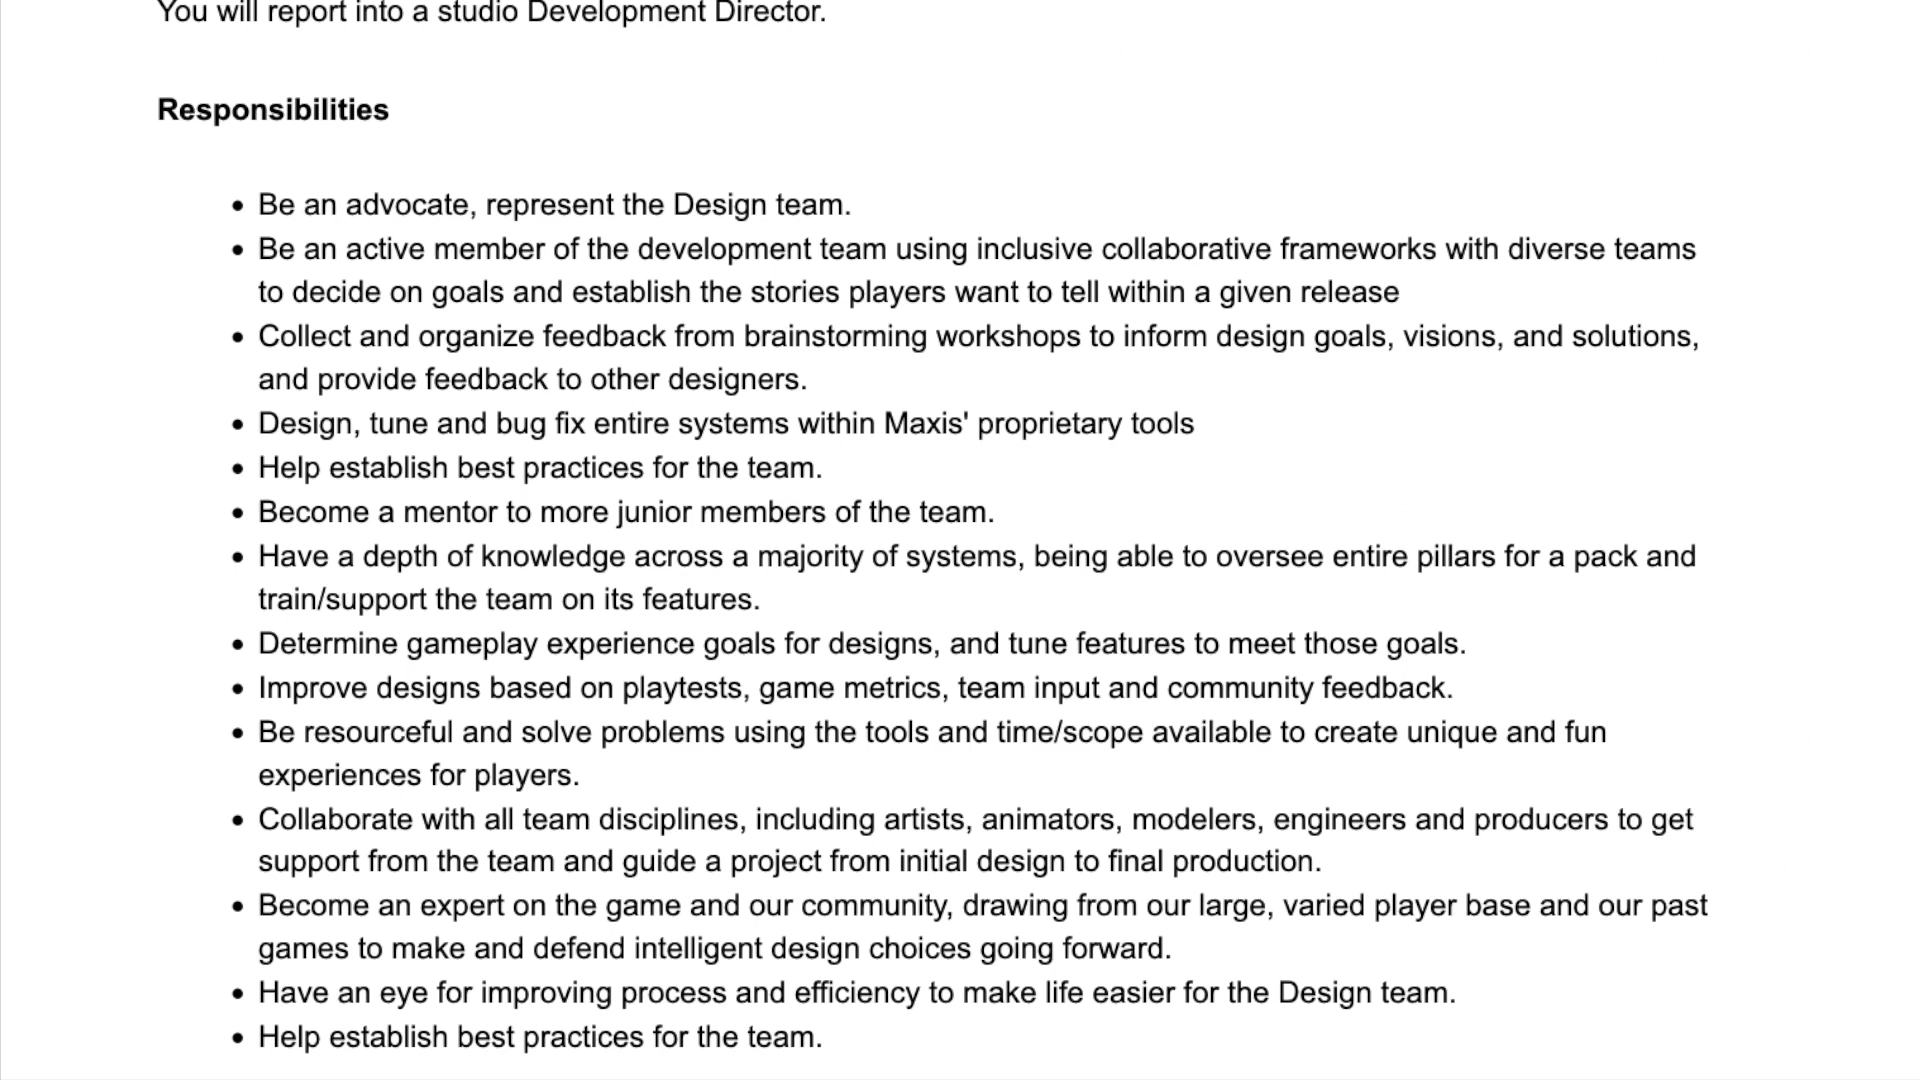 You will report into a studio Development Director.
Responsibilities
• Be an advocate, represent the Design team.
• Be an active member of the development team using inclusive collaborative frameworks with diverse teams
to decide on goals and establish the stories players want to tell within a given release
• Collect and organize feedback from brainstorming workshops to inform design goals, visions, and solutions,
and provide feedback to other designers.
• Design, tune and bug fix entire systems within Maxis' proprietary tools
• Help establish best practices for the team.
• Become a mentor to more junior members of the team.
• Have a depth of knowledge across a majority of systems, being able to oversee entire pillars for a pack and
train/support the team on its features.
• Determine gameplay experience goals for designs, and tune features to meet those goals.
• Improve designs based on playtests, game metrics, team input and community feedback.
• Be resourceful and solve problems using the tools and time/scope available to create unique and fun
experiences for players.
• Collaborate with all team disciplines, including artists, animators, modelers, engineers and producers to get
support from the team and guide a project from initial design to final production.
• Become an expert on the game and our community, drawing from our large, varied player base and our past
games to make and defend intelligent design choices going forward.
• Have an eye for improving process and efficiency to make life easier for the Design team.
• Help establish best practices for the team.